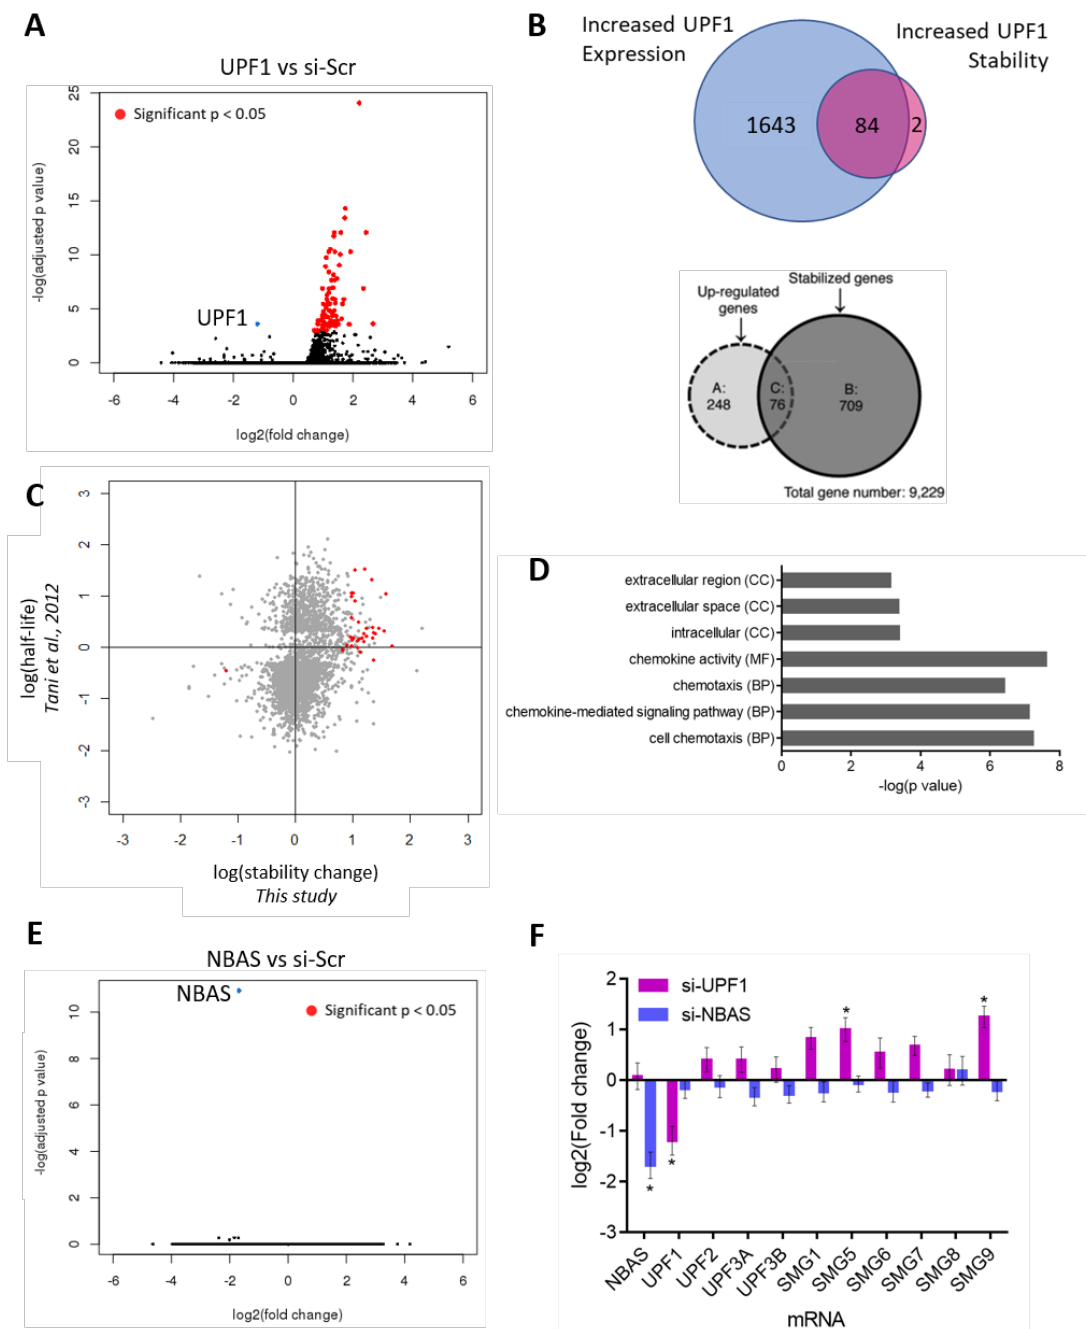 A
UPF1 vs si-Scr
Significant p < 0.05
UPF1
25
20
15
10
5
0
-log(adjusted p value)
-6
-4
-2
0
2
4
6
log2(fold change)
B
Increased UPF1
Expression
Increased UPF1
Stability
1643
84
2
Stabilized genes
Up-regulated
genes
A:
248
C:
76
B:
709
Total gene number: 9,229
C
3
2
1
0
-1
-2
-3
log(half-life)
Tani et al., 2012
-3
-2
-1
0
1
2
3
log(stability change)
This study
D
extracellular region (CC)
extracellular space (CC)
intracellular (CC)
chemokine activity (MF)
chemotaxis (BP)
chemokine-mediated signaling pathway (BP)
cell chemotaxis (BP)
0
2
4
6
8
-log(p value)
E
NBAS vs si-Scr
NBAS
Significant p < 0.05
10
8
6
4
2
0
-log(adjusted p value)
-6
-4
-2
0
2
4
6
log2(fold change)
F
si-UPF1
si-NBAS
2
1
0
-1
-2
-3
log2(Fold change)
*
*
*
*
NBAS
UPF1
UPF2
UPF3A
UPF3B
SMG1
SMG5
SMG6
SMG7
SMG8
SMG9
mRNA